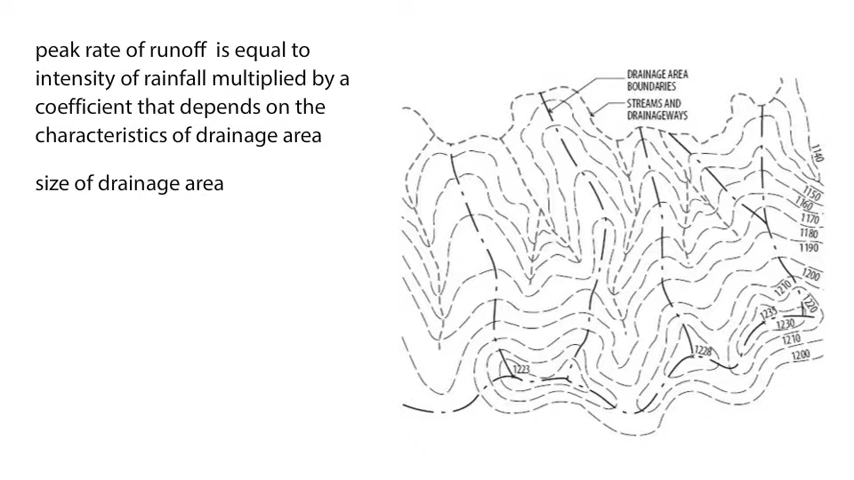 peak rate of runoff is equal to
intensity of rainfall multiplied by a
coefficient that depends on the
characteristics of drainage area
size of drainage area
DRAINAGE AREA
BOUNDARIES
STREAMS AND
DRAINAGEWAYS
1140
1150
1160
1170
1180
1190
1200
1210
1220
1235
1230
1210
1200
1228
1223